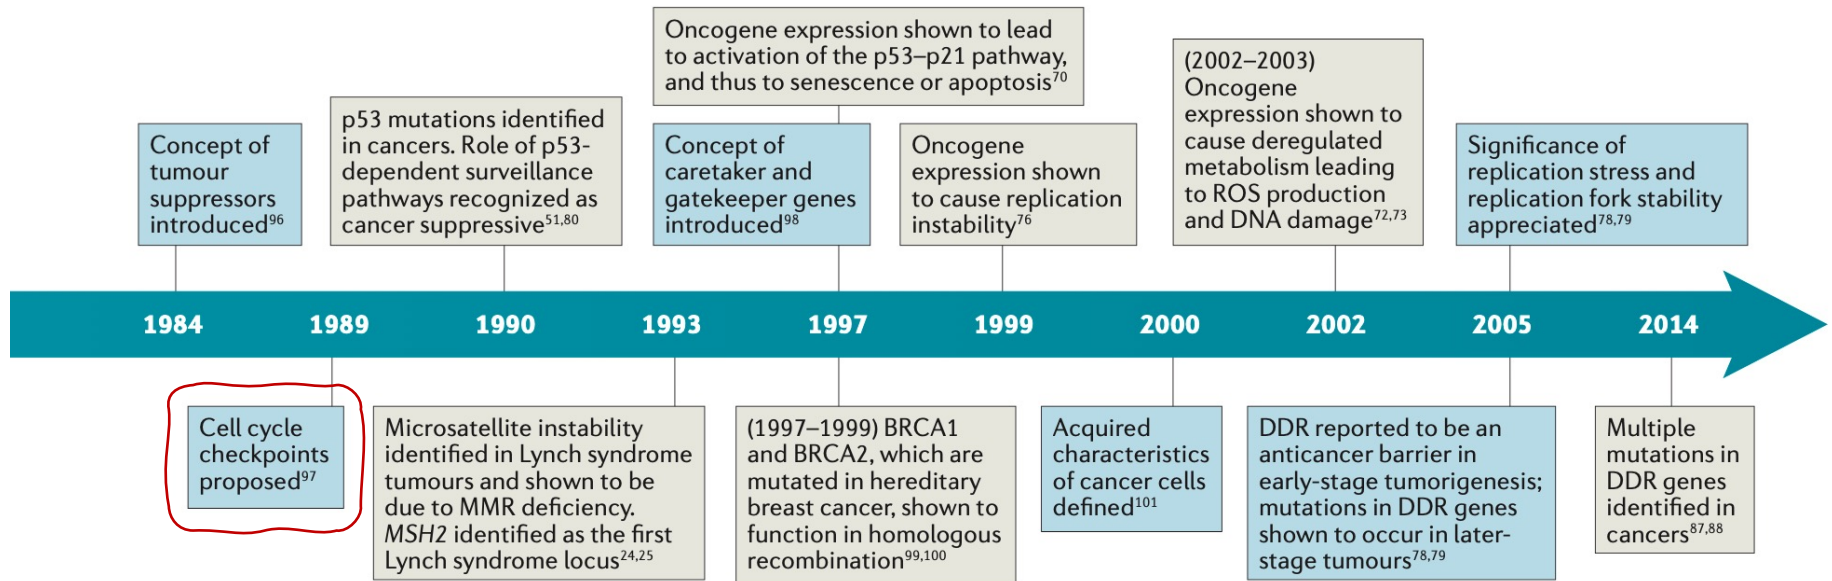 Oncogene expression shown to lead
to activation of the p53–p21 pathway,
and thus to senescence or apoptosis70
(2002–2003)
Oncogene
expression shown to
cause deregulated
metabolism leading
to ROS production
and DNA damage72,73
p53 mutations identified
in cancers. Role of p53-
dependent surveillance
pathways recognized as
cancer suppressive51,80
Concept of
tumour
suppressors
introduced96
Concept of
caretaker and
gatekeeper genes
introduced98
Oncogene
expression shown
to cause replication
instability76
Significance of
replication stress and
replication fork stability
appreciated78,79
1984 1989 1990 1993 1997 1999 2000 2002 2005 2014
Cell cycle
checkpoints
proposed97
Microsatellite instability
identified in Lynch syndrome
tumours and shown to be
due to MMR deficiency.
MSH2 identified as the first
Lynch syndrome locus24,25
(1997–1999) BRCA1
and BRCA2, which are
mutated in hereditary
breast cancer, shown to
function in homologous
recombination99,100
Acquired
characteristics
of cancer cells
defined101
DDR reported to be an
anticancer barrier in
early-stage tumorigenesis;
mutations in DDR genes
shown to occur in later-
stage tumours78,79
Multiple
mutations in
DDR genes
identified in
cancers87,88